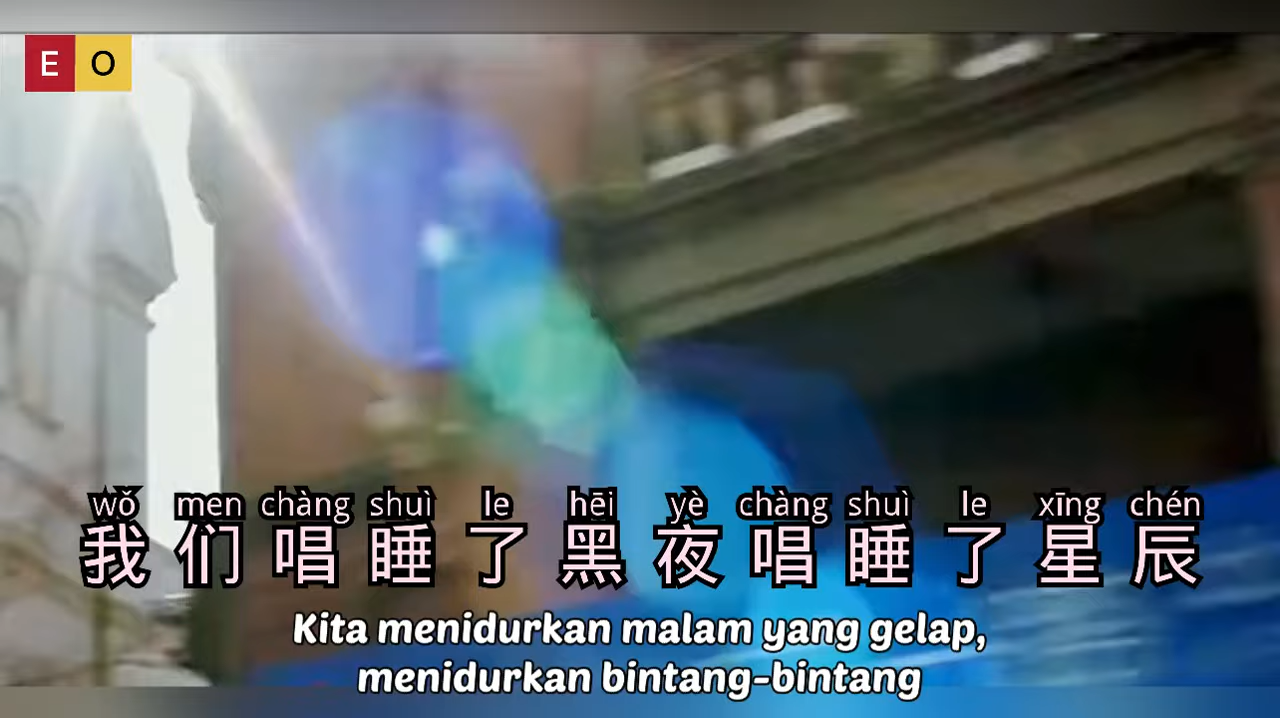 E O
wǒ men chàng shuì le hēi yè chàng shuì le xīng chén
我们唱睡了黑夜唱睡了星辰
Kita menidurkan malam yang gelap,
menidurkan bintang-bintang